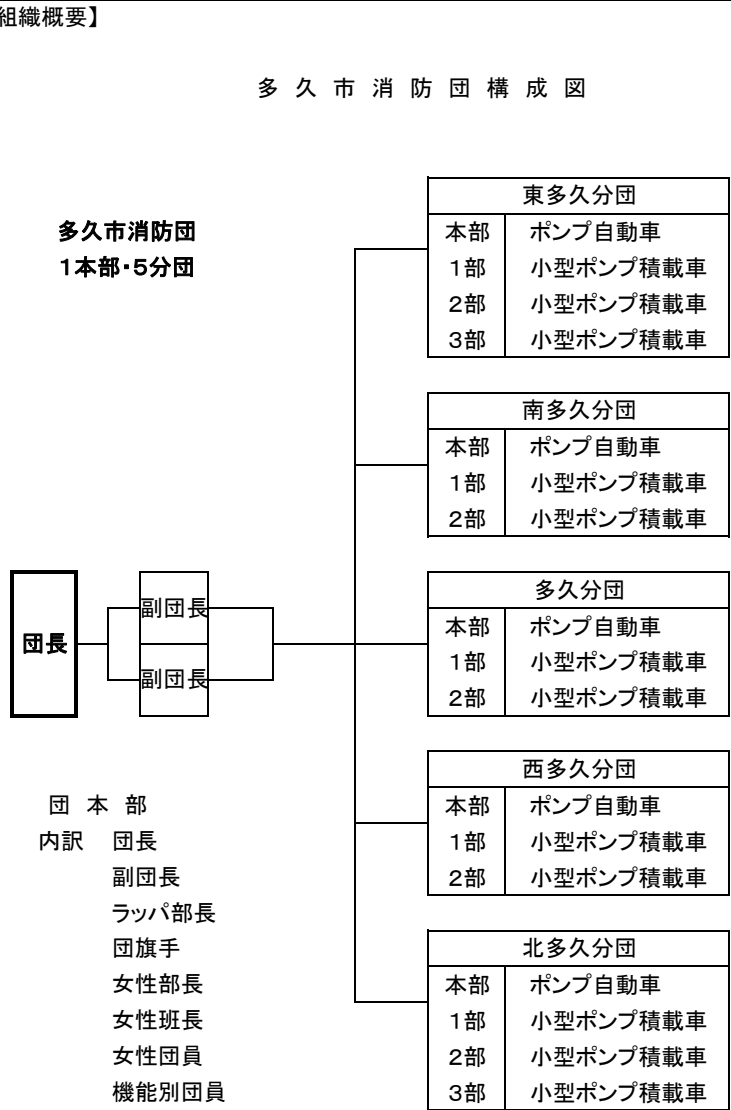 組織概要】
多久市消防団構成図
多久市消防団
1本部・5分団
東多久分団
本部 ポンプ自動車
1部 小型ポンプ積載車
2部 小型ポンプ積載車
3部 小型ポンプ積載車
南多久分団
本部 ポンプ自動車
1部 小型ポンプ積載車
2部 小型ポンプ積載車
団長
副団長
副団長
多久分団
本部 ポンプ自動車
1部 小型ポンプ積載車
2部 小型ポンプ積載車
西多久分団
本部 ポンプ自動車
1部 小型ポンプ積載車
2部 小型ポンプ積載車
北多久分団
本部 ポンプ自動車
1部 小型ポンプ積載車
2部 小型ポンプ積載車
3部 小型ポンプ積載車
団本部
内訳 団長
副団長
ラッパ部長
団旗手
女性部長
女性班長
女性団員
機能別団員